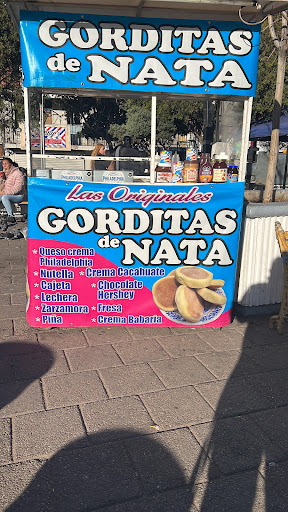 GORDITAS
de NATA
PHILADELPHIA
Las Originales
GORDITAS
de NATA
* Queso crema
Philadelphia
* Nutella * Crema Cacahuate
* Cajeta * Chocolate
Hershey
* Lechera
* Zarzamora * Fresa
* Piña * Crema Babaria